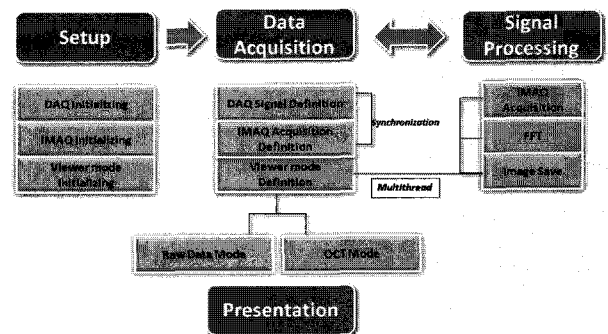 Setup
Data
Acquisition
Signal
Processing
DAQ Initializing
IMAQ Initializing
Viewer mode
Initializing
DAQ Signal Definition
IMAQ Acquisition
Definition
Viewer mode
Definition
Synchronization
Multithread
IMAQ
Acquisition
FFT
Image Save
Raw Data Mode
OCT Mode
Presentation